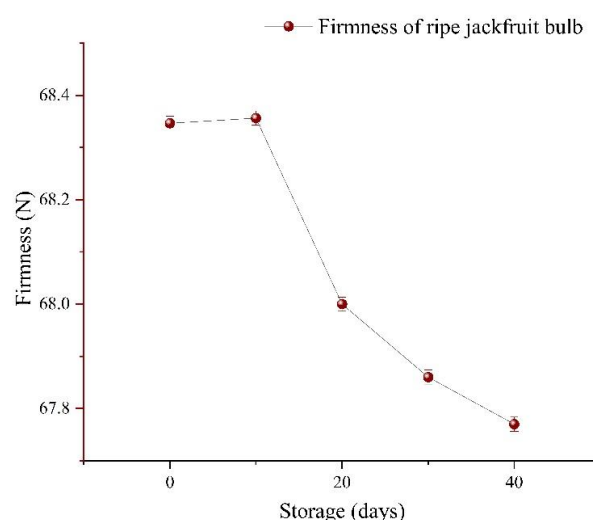 Firmness of ripe jackfruit bulb
68.4
68.2
68.0
67.8
Firmness (N)
0
20
40
Storage (days)